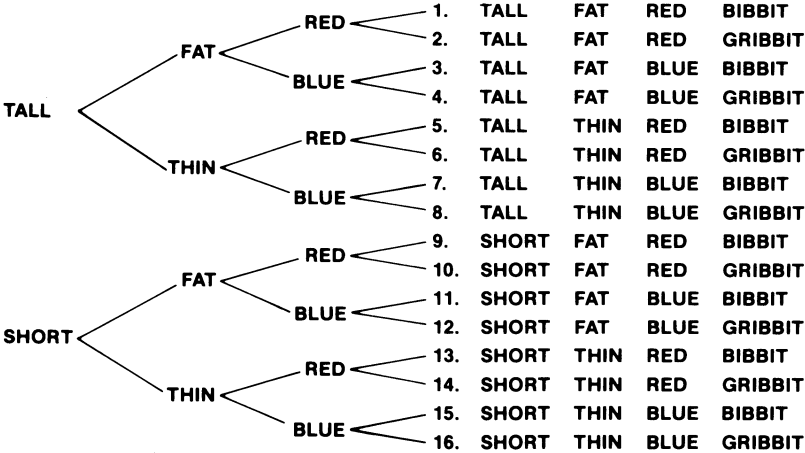 RED 1. TALL FAT RED BIBBIT
2. TALL FAT RED GRIBBIT
FAT
BLUE 3. TALL FAT BLUE BIBBIT
4. TALL FAT BLUE GRIBBIT
TALL
RED 5. TALL THIN RED BIBBIT
6. TALL THIN RED GRIBBIT
THIN
BLUE 7. TALL THIN BLUE BIBBIT
8. TALL THIN BLUE GRIBBIT
RED 9. SHORT FAT RED BIBBIT
10. SHORT FAT RED GRIBBIT
FAT
BLUE 11. SHORT FAT BLUE BIBBIT
12. SHORT FAT BLUE GRIBBIT
SHORT
RED 13. SHORT THIN RED BIBBIT
14. SHORT THIN RED GRIBBIT
THIN
BLUE 15. SHORT THIN BLUE BIBBIT
16. SHORT THIN BLUE GRIBBIT